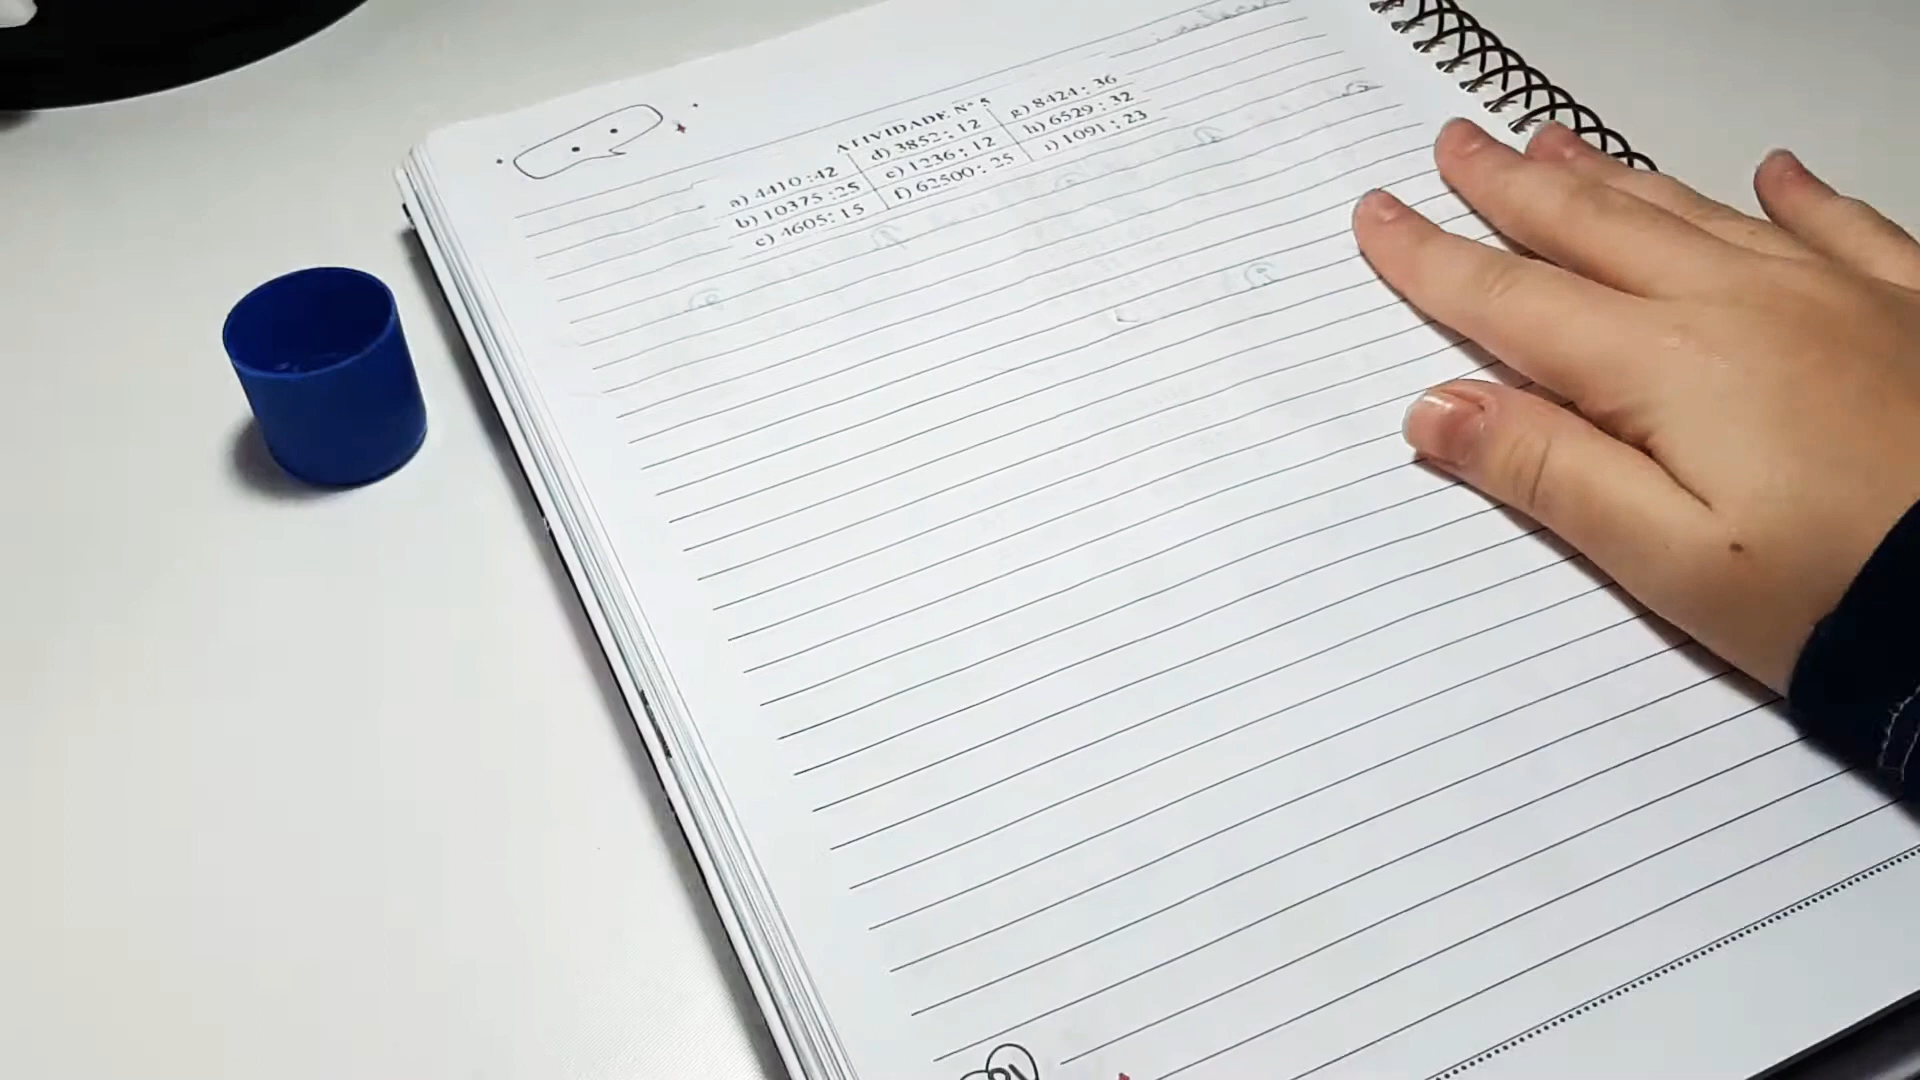 ATIVIDADE Nº 5
a) 4410 :42
b) 10375 :25
c) 4605: 15
d) 3852 : 12
e) 1236 : 12
f) 62500 : 25
g) 8424 : 36
h) 6529 : 32
i) 1091 : 23